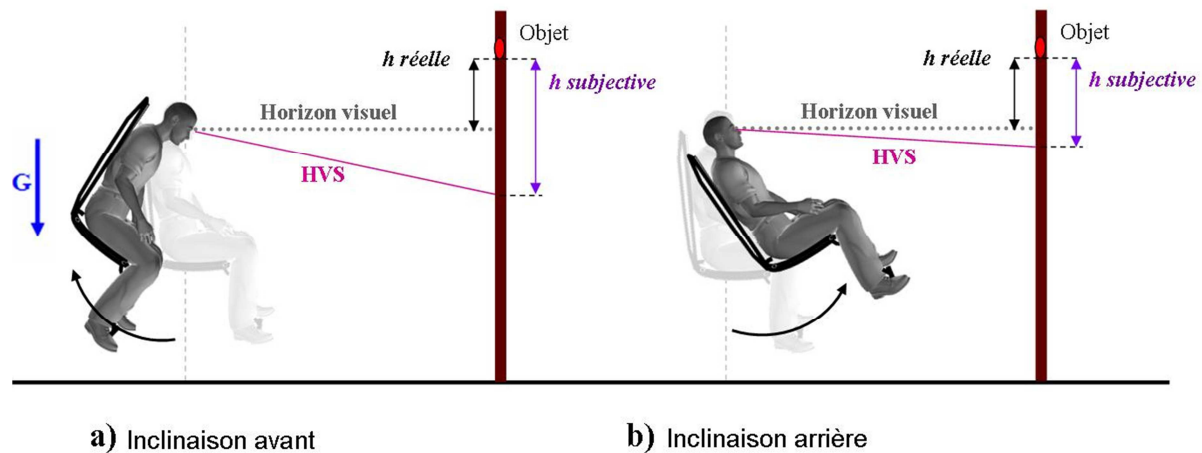 Objet
h réelle
h subjective
Horizon visuel
HVS
G
a) Inclinaison avant
Objet
h réelle
h subjective
Horizon visuel
HVS
b) Inclinaison arrière